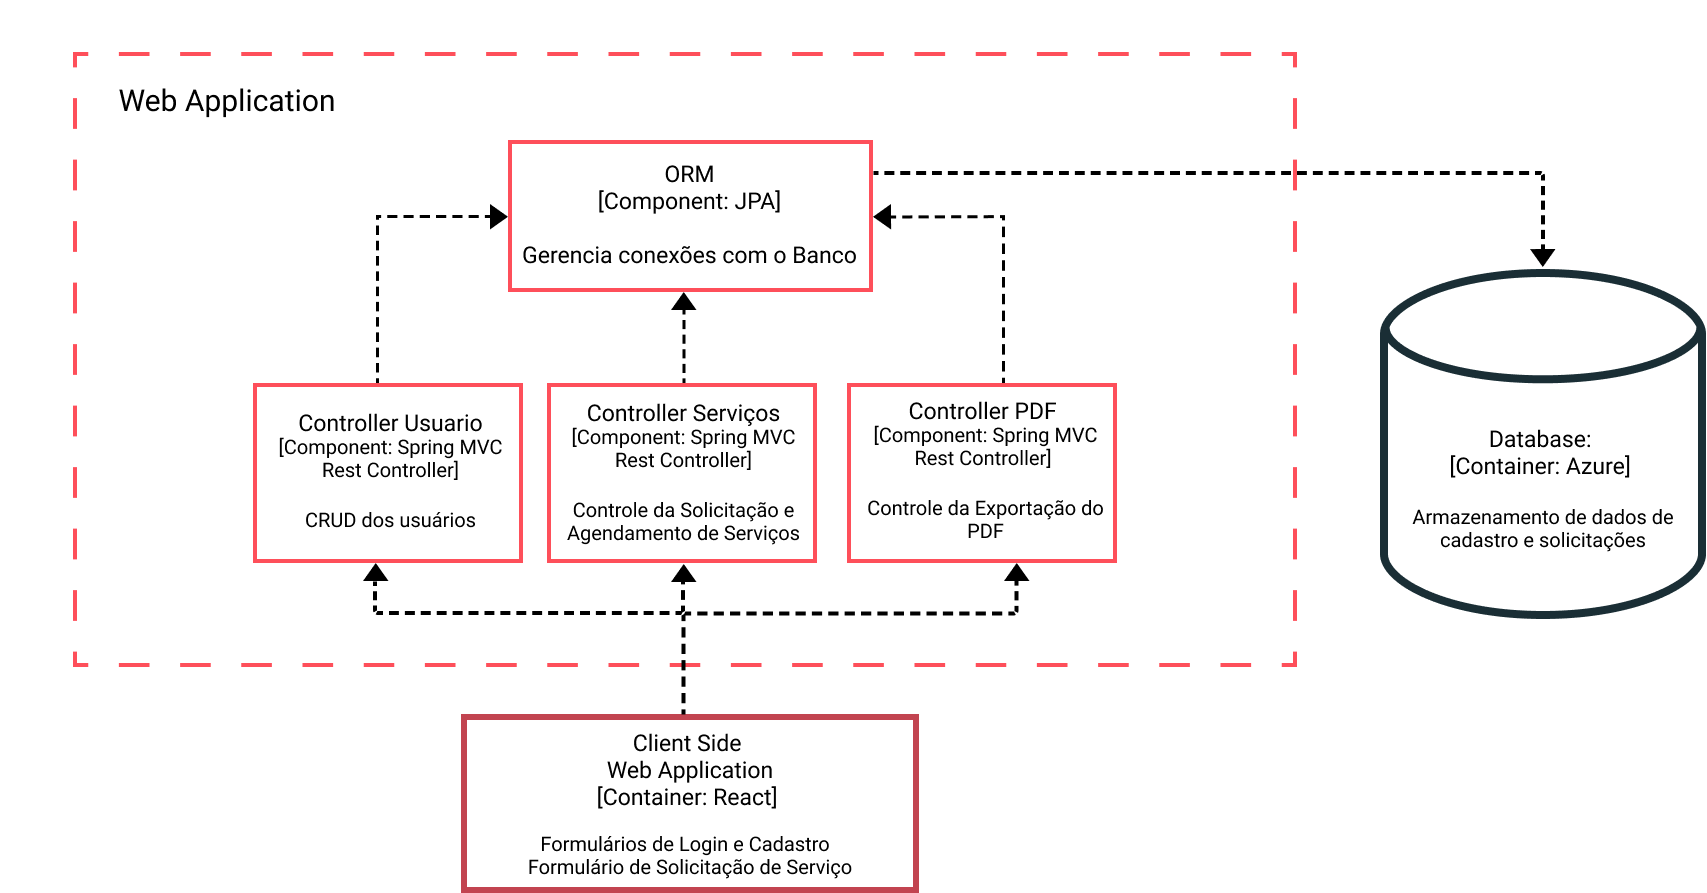 Web Application
ORM
[Component: JPA]
Gerencia conexões com o Banco
Controller Usuario
[Component: Spring MVC
Rest Controller]
CRUD dos usuários
Controller Serviços
[Component: Spring MVC
Rest Controller]
Controle da Solicitação e
Agendamento de Serviços
Controller PDF
[Component: Spring MVC
Rest Controller]
Controle da Exportação do
PDF
Database:
[Container: Azure]
Armazenamento de dados de
cadastro e solicitações
Client Side
Web Application
[Container: React]
Formulários de Login e Cadastro
Formulário de Solicitação de Serviço